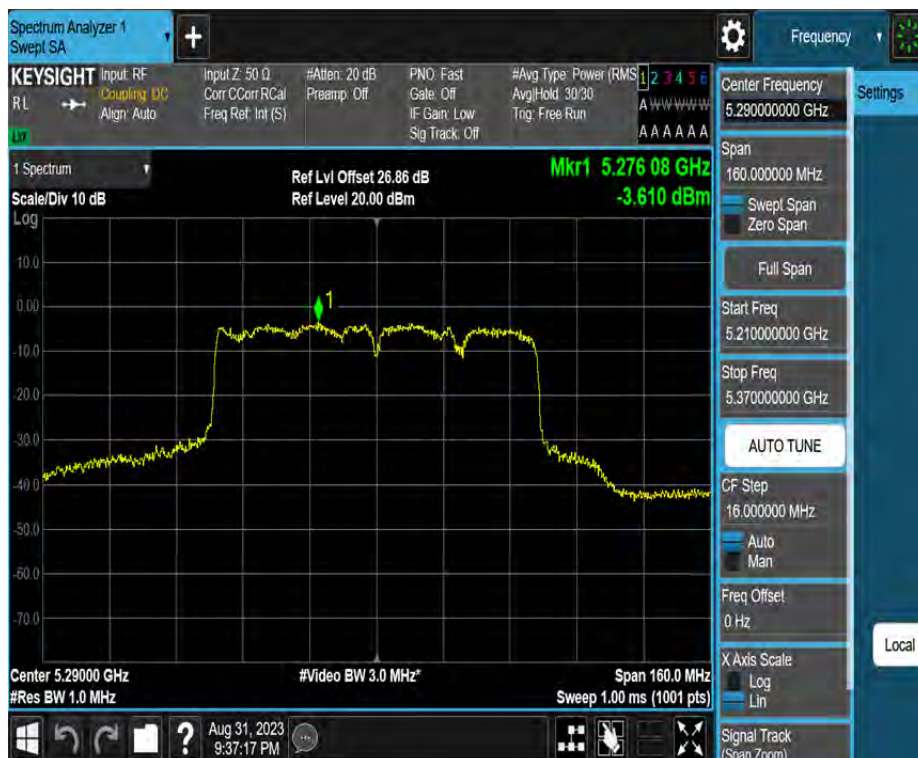 Spectrum Analyzer 1
Swept SA
+
Frequency
KEYSIGHT
RL
Input: RF
Coupling: DC
Align: Auto
Input Z: 50 Ω
Corr CCorr RCal
Freq Ref: Int (S)
#Atten: 20 dB
Preamp: Off
PNO: Fast
Gate: Off
IF Gain: Low
Sig Track: Off
#Avg Type: Power (RMS
Avg|Hold: 30/30
Trig: Free Run
1 2 3 4 5 6
A W W W W W
A A A A A A
LXI
1 Spectrum
Scale/Div 10 dB
Ref Lvl Offset 26.86 dB
Ref Level 20.00 dBm
Mkr1 5.276 08 GHz
-3.610 dBm
Log
10.0
0.00
-10.0
-20.0
-30.0
-40.0
-50.0
-60.0
-70.0
1
Center 5.29000 GHz
#Res BW 1.0 MHz
#Video BW 3.0 MHz*
Span 160.0 MHz
Sweep 1.00 ms (1001 pts)
Center Frequency
5.290000000 GHz
Span
160.000000 MHz
Swept Span
Zero Span
Full Span
Start Freq
5.210000000 GHz
Stop Freq
5.370000000 GHz
AUTO TUNE
CF Step
16.000000 MHz
Auto
Man
Freq Offset
0 Hz
X Axis Scale
Log
Lin
Signal Track
(Span Zoom)
Settings
Local
?
Aug 31, 2023
9:37:17 PM